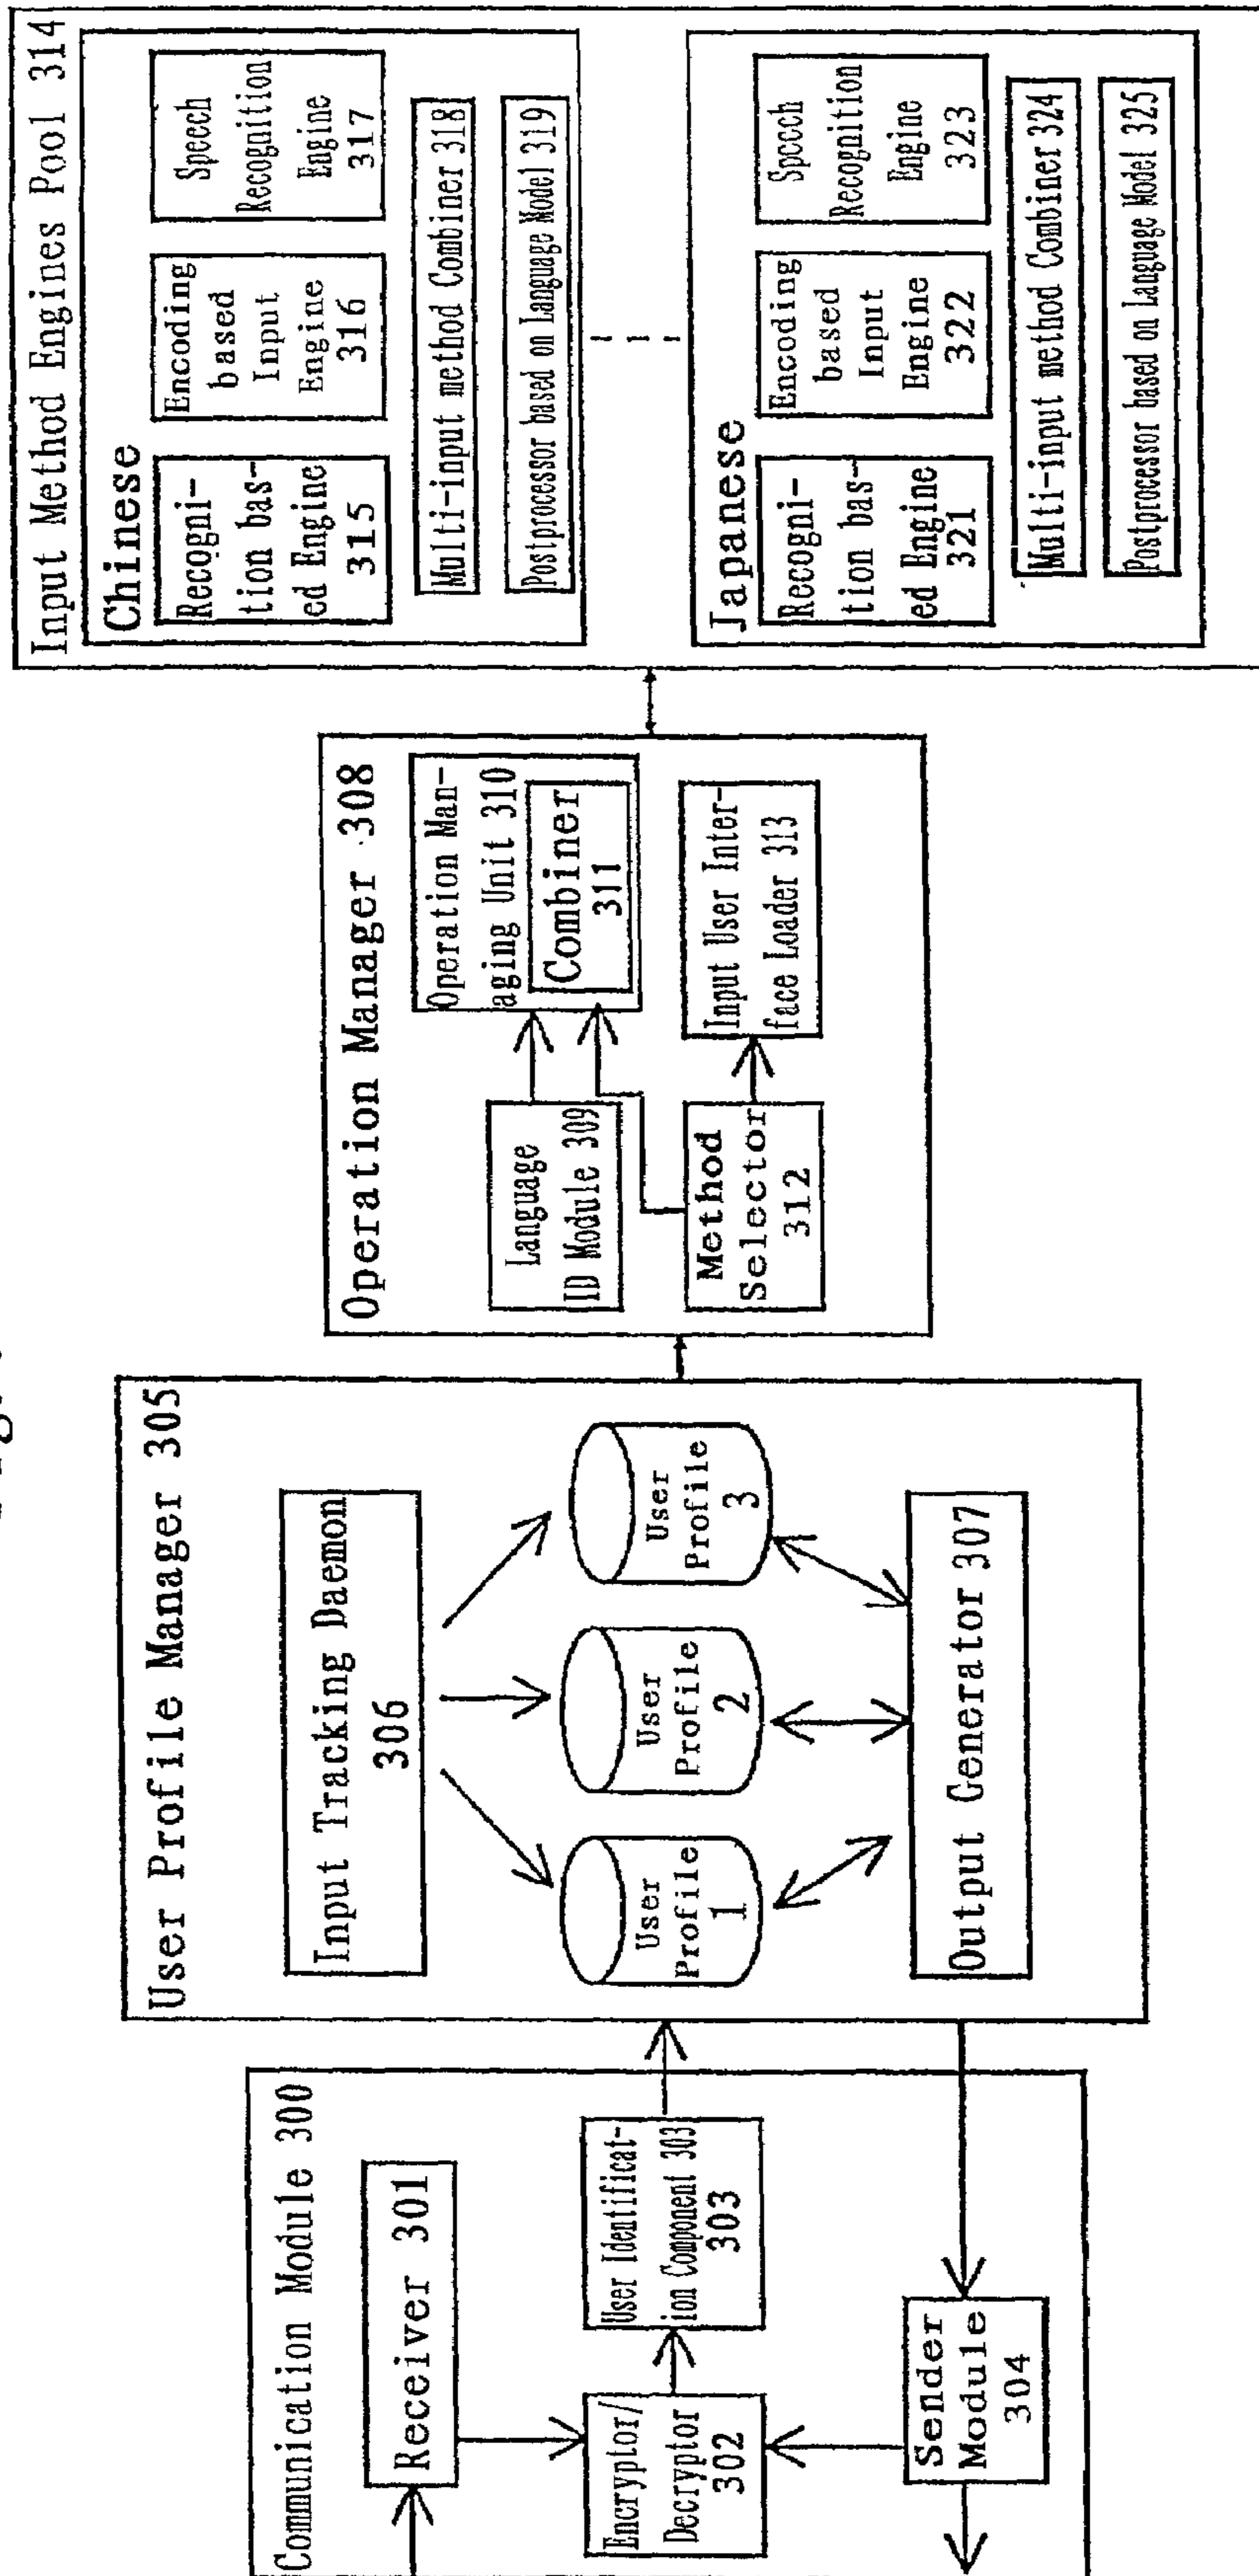 Communication Module 300
Receiver 301
Encryptor/
Decryptor
302
User Identificat-
ion Component 303
303
Sender
Module
304
User Profile Manager 305
Input Tracking Daemon
306
User
Profile
1
User
Profile
2
User
Profile
3
Output Generator 307
Operation Manager 308
Language
ID Module 309
Operation Man-
aging Unit 310
Combiner
311
Method
Selector
312
Input User Inter-
face Loader 313
Input Method Engines Pool 314
Chinese
Recogni-
tion bas-
ed Engine
315
Encoding
based
Input
Engine
316
Speech
Recognition
Engine
317
Multi-input method Combiner 318
Postprocessor based on Language Model 319
Japanese
Recogni-
tion bas-
ed Engine
321
Encoding
based
Input
Engine
322
Speech
Recognition
Engine
323
Multi-input method Combiner 324
Postprocessor based on Language Model 325